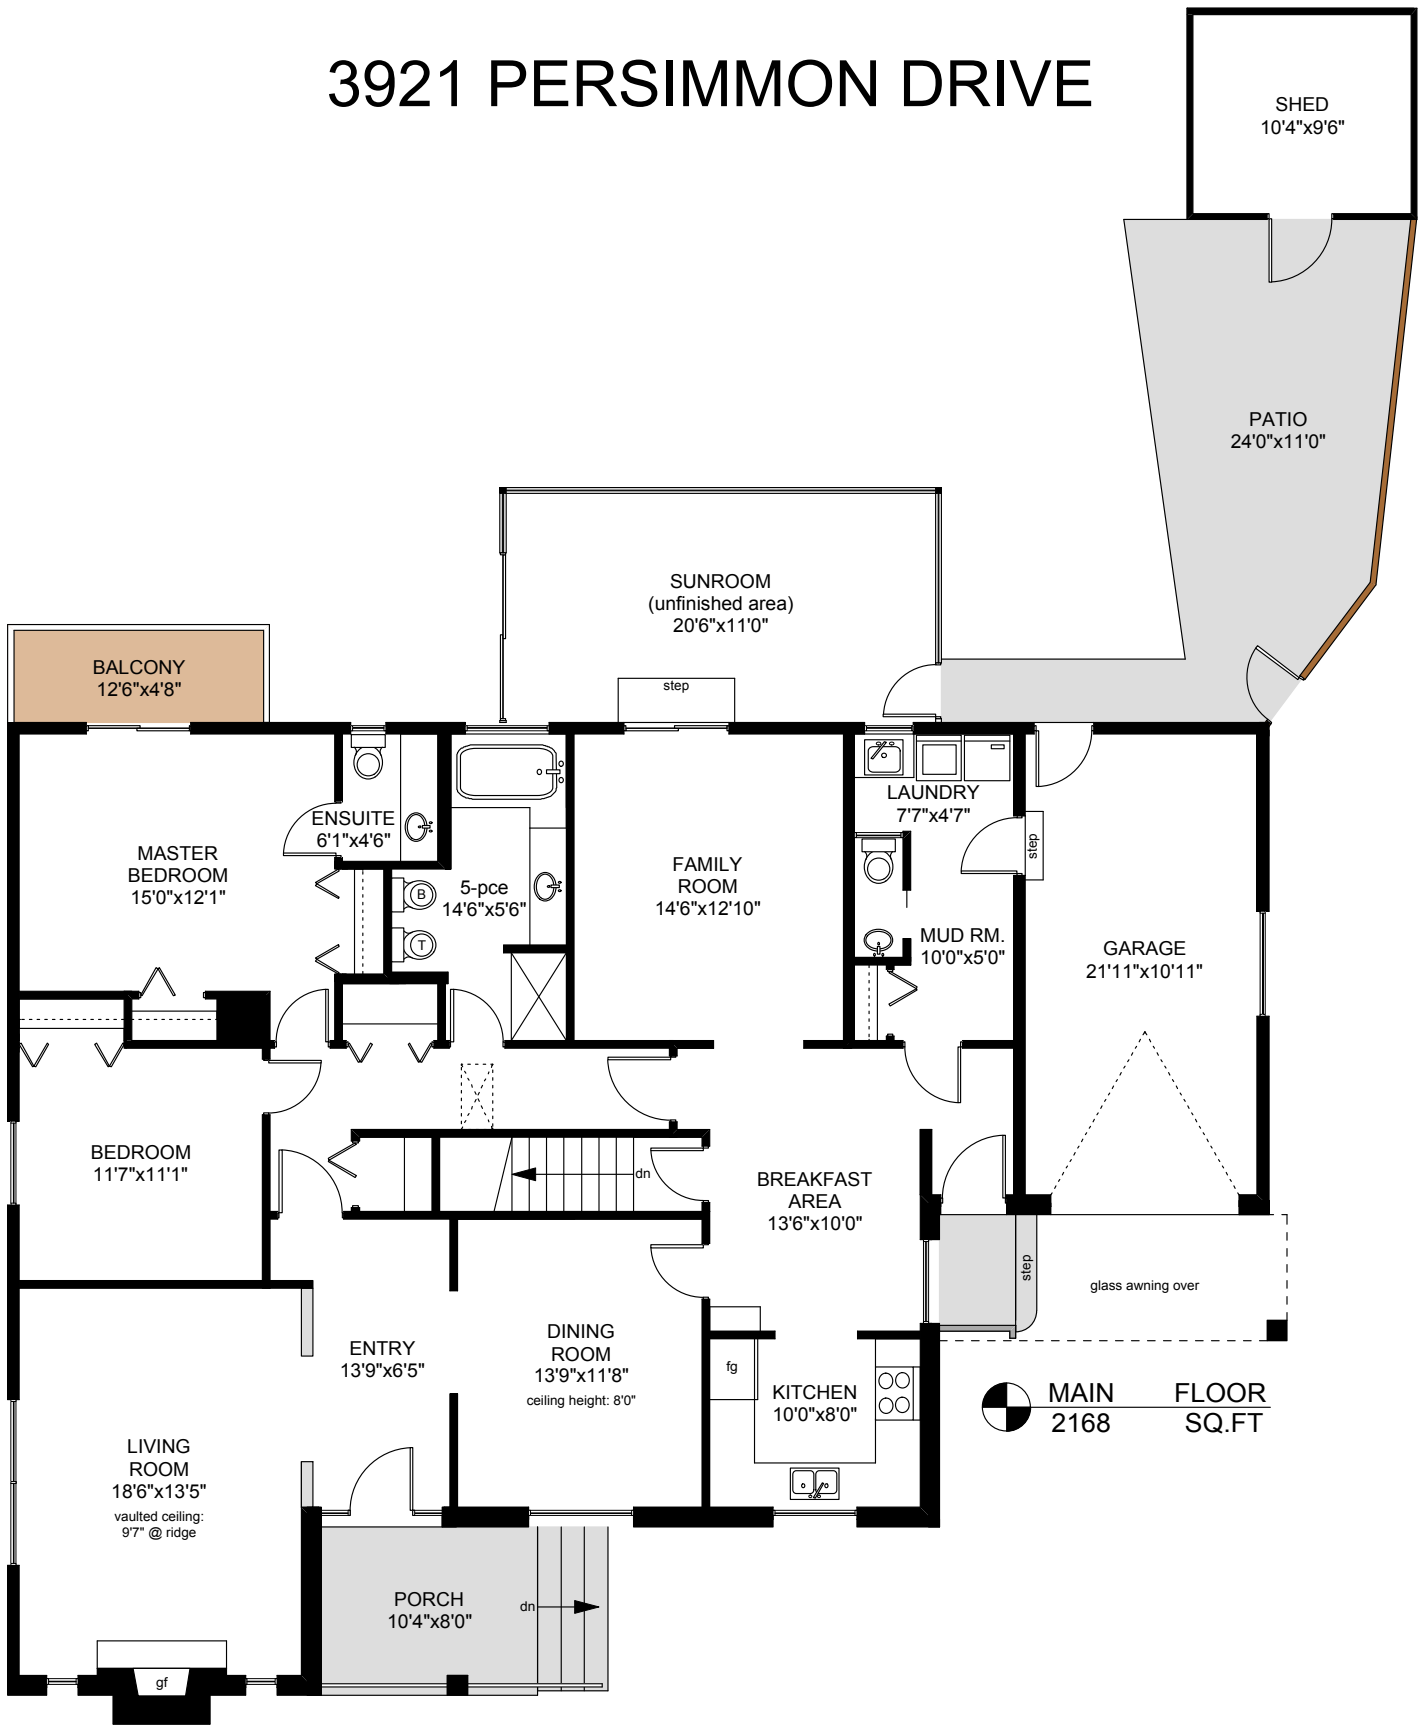 3921 PERSIMMON DRIVE
SHED
10'4"x9'6"
PATIO
24'0"x11'0"
SUNROOM
(unfinished area)
20'6"x11'0"
step
BALCONY
12'6"x4'8"
ENSUITE
6'1"x4'6"
MASTER
BEDROOM
15'0"x12'1"
B
T
5-pce
14'6"x5'6"
FAMILY
ROOM
14'6"x12'10"
LAUNDRY
7'7"x4'7"
step
MUD RM.
10'0"x5'0"
GARAGE
21'11"x10'11"
BEDROOM
11'7"x11'1"
dn
BREAKFAST
AREA
13'6"x10'0"
step
glass awning over
ENTRY
13'9"x6'5"
DINING
ROOM
13'9"x11'8"
ceiling height: 8'0"
fg
KITCHEN
10'0"x8'0"
MAIN FLOOR
2168 SQ.FT
LIVING
ROOM
18'6"x13'5"
vaulted ceiling:
9'7" @ ridge
PORCH
10'4"x8'0"
dn
gf